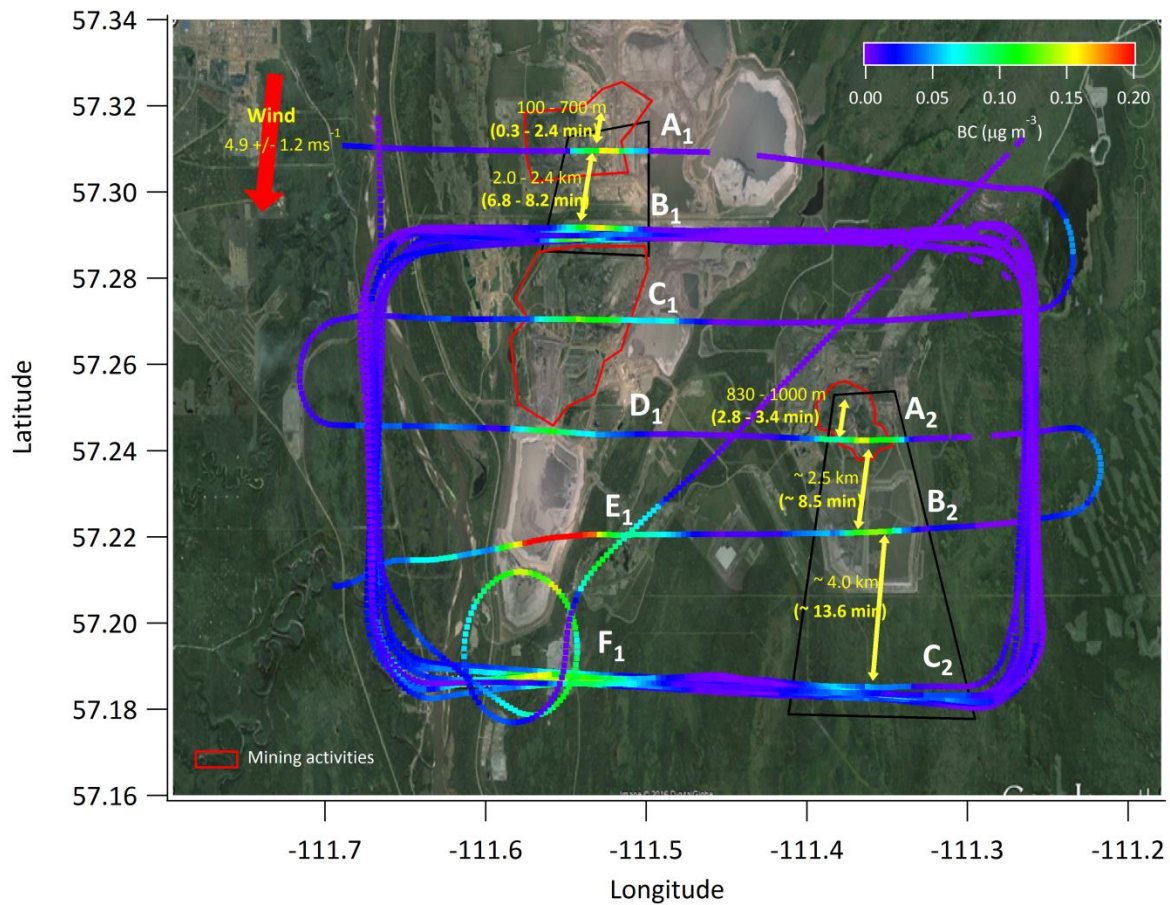 57.34
57.32
57.30
57.28
57.26
57.24
57.22
57.20
57.18
57.16
Latitude
0.00 0.05 0.10 0.15 0.20
BC (μg m⁻³)
Wind
4.9 +/- 1.2 ms⁻¹
100 - 700 m
(0.3 - 2.4 min)
A₁
2.0 - 2.4 km
(6.8 - 8.2 min)
B₁
C₁
D₁
830 - 1000 m
(2.8 - 3.4 min)
A₂
~ 2.5 km
(~ 8.5 min)
B₂
E₁
~ 4.0 km
(~ 13.6 min)
F₁
C₂
Mining activities
Image © 2016 DigitalGlobe
-111.7 -111.6 -111.5 -111.4 -111.3 -111.2
Longitude